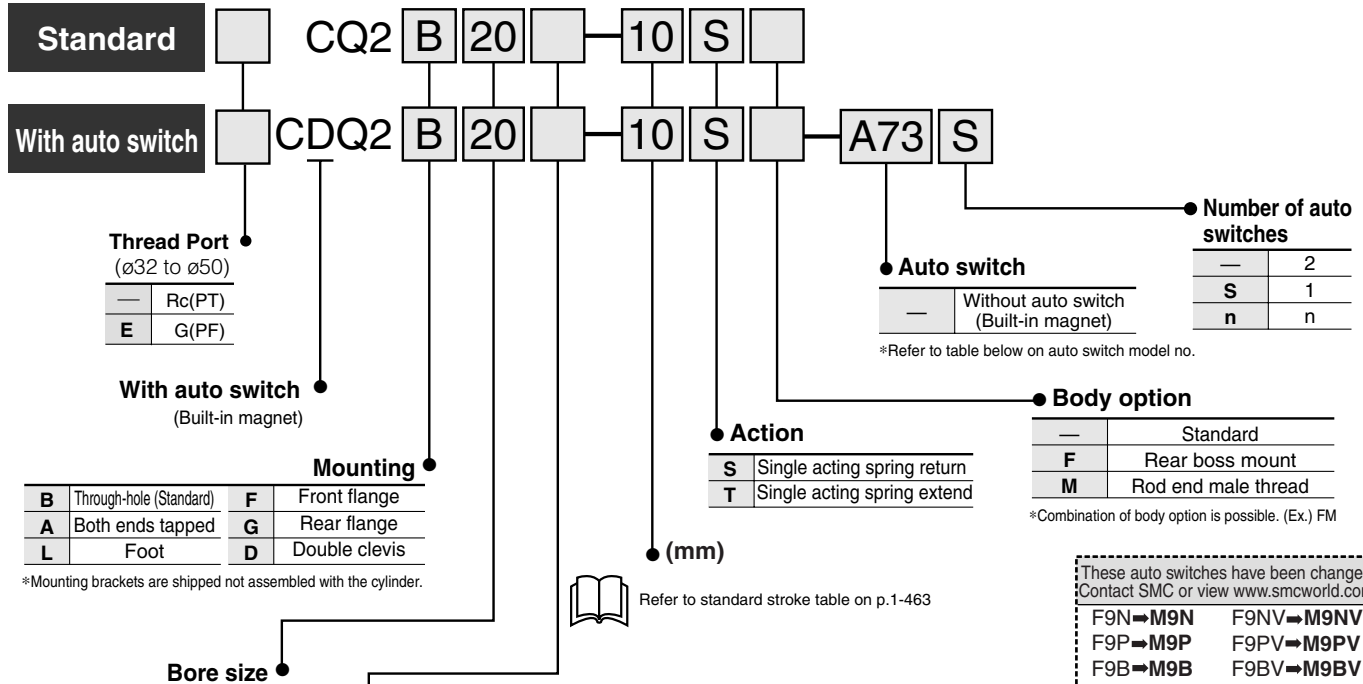 Standard CQ2 B 20 — 10 S
With auto switch CDQ2 B 20 — 10 S — A73 S
Thread Port
(ø32 to ø50)
— Rc(PT)
E G(PF)
With auto switch
(Built-in magnet)
Mounting
B Through-hole (Standard) F Front flange
A Both ends tapped G Rear flange
L Foot D Double clevis
*Mounting brackets are shipped not assembled with the cylinder.
Bore size
(mm)
Refer to standard stroke table on p.1-463
Action
S Single acting spring return
T Single acting spring extend
Auto switch
— Without auto switch
(Built-in magnet)
*Refer to table below on auto switch model no.
Number of auto
switches
— 2
S 1
n n
Body option
— Standard
F Rear boss mount
M Rod end male thread
*Combination of body option is possible. (Ex.) FM
These auto switches have been change
Contact SMC or view www.smcworld.co
F9N➡M9N F9NV➡M9NV
F9P➡M9P F9PV➡M9PV
F9B➡M9B F9BV➡M9BV